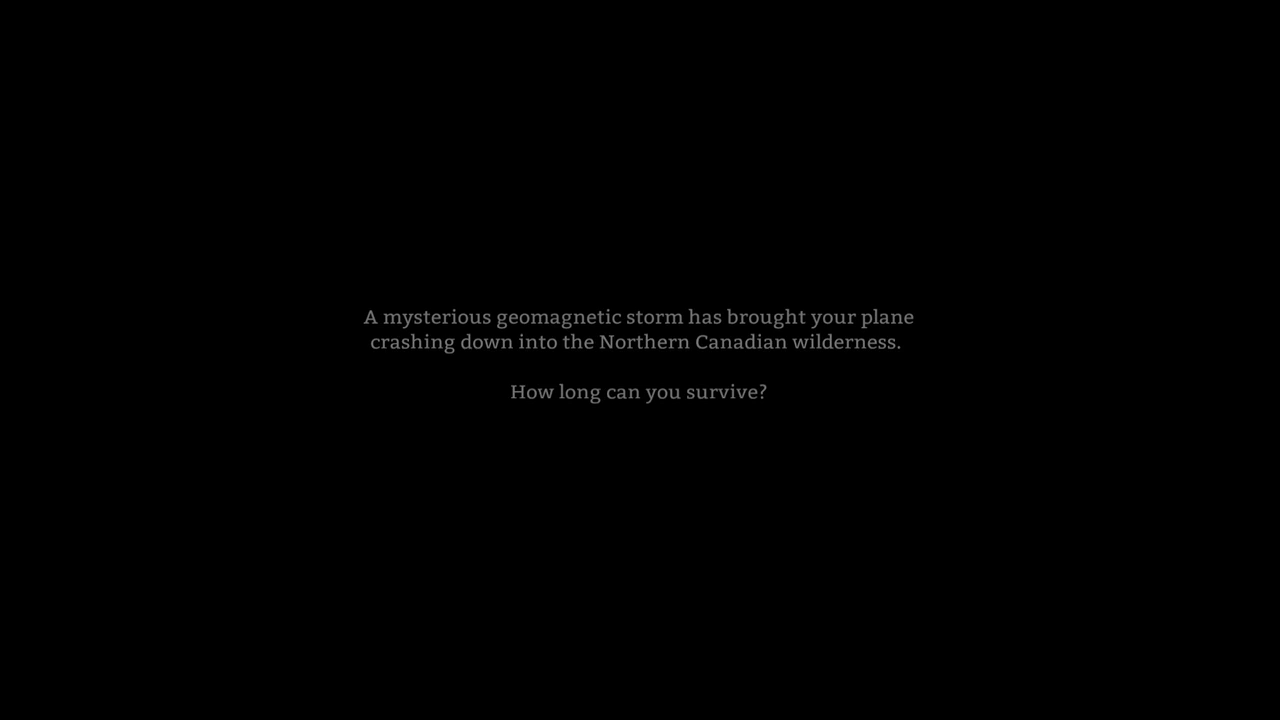 A mysterious geomagnetic storm has brought your plane
crashing down into the Northern Canadian wilderness.
How long can you survive?